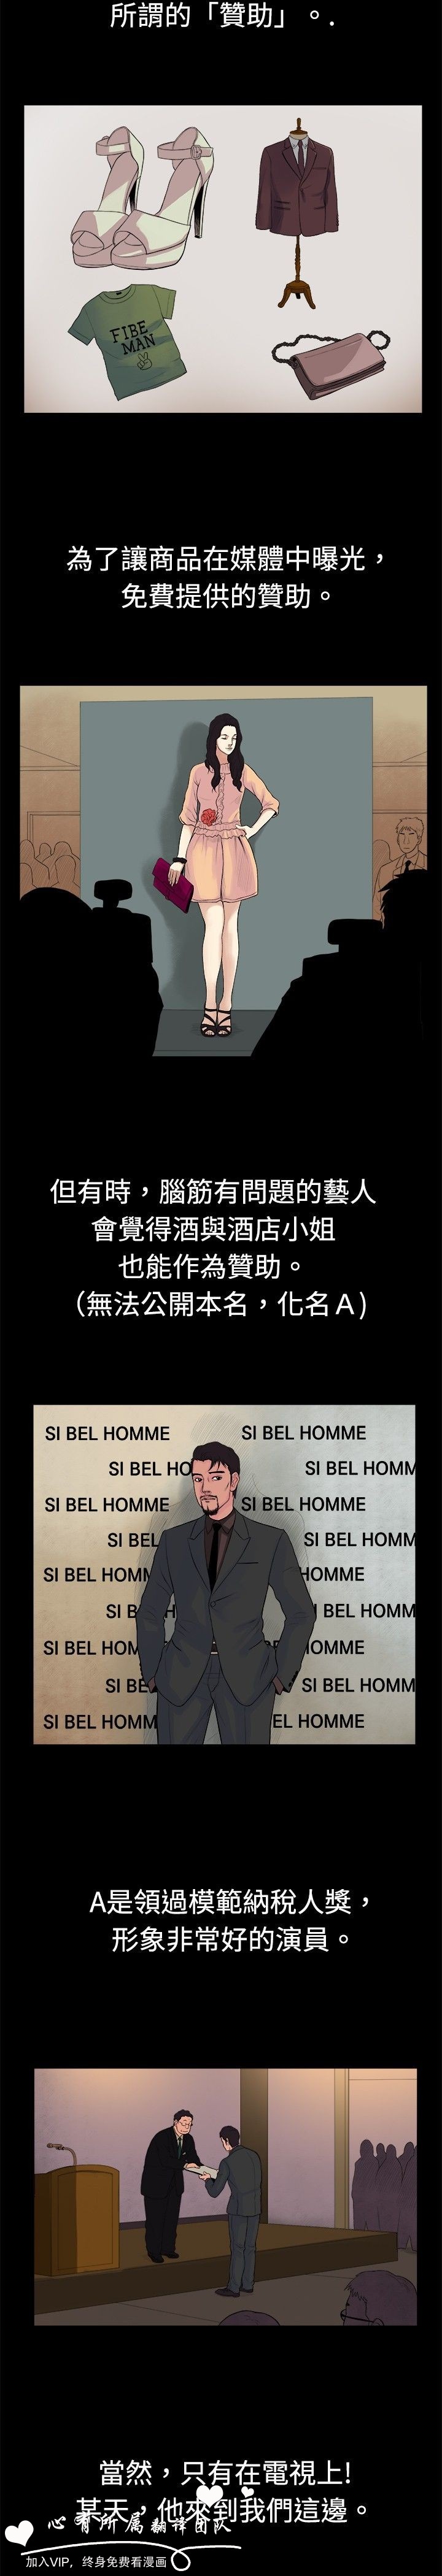 所謂的「贊助」。.
FIBE
MAN
為了讓商品在媒體中曝光，
免費提供的贊助。
但有時，腦筋有問題的藝人
會覺得酒與酒店小姐
也能作為贊助。
（無法公開本名，化名Ａ)
SI BEL HOMME SI BEL HOMME
SI BEL HO SI BEL HOMM
SI BEL HOMME SI BEL HOMME
SI BEL SI BEL HOMM
SI BEL HOMM HOMME
SI B H I BEL HOMM
SI BEL HOM HOMME
SI BE SI BEL HOMM
SI BEL HOMM EL HOMME
A是領過模範納稅人獎，
形象非常好的演員。
當然，只有在電視上!
某天，他來到我們這邊。
心有所属翻译团队
加入VIP，终身免费看漫画